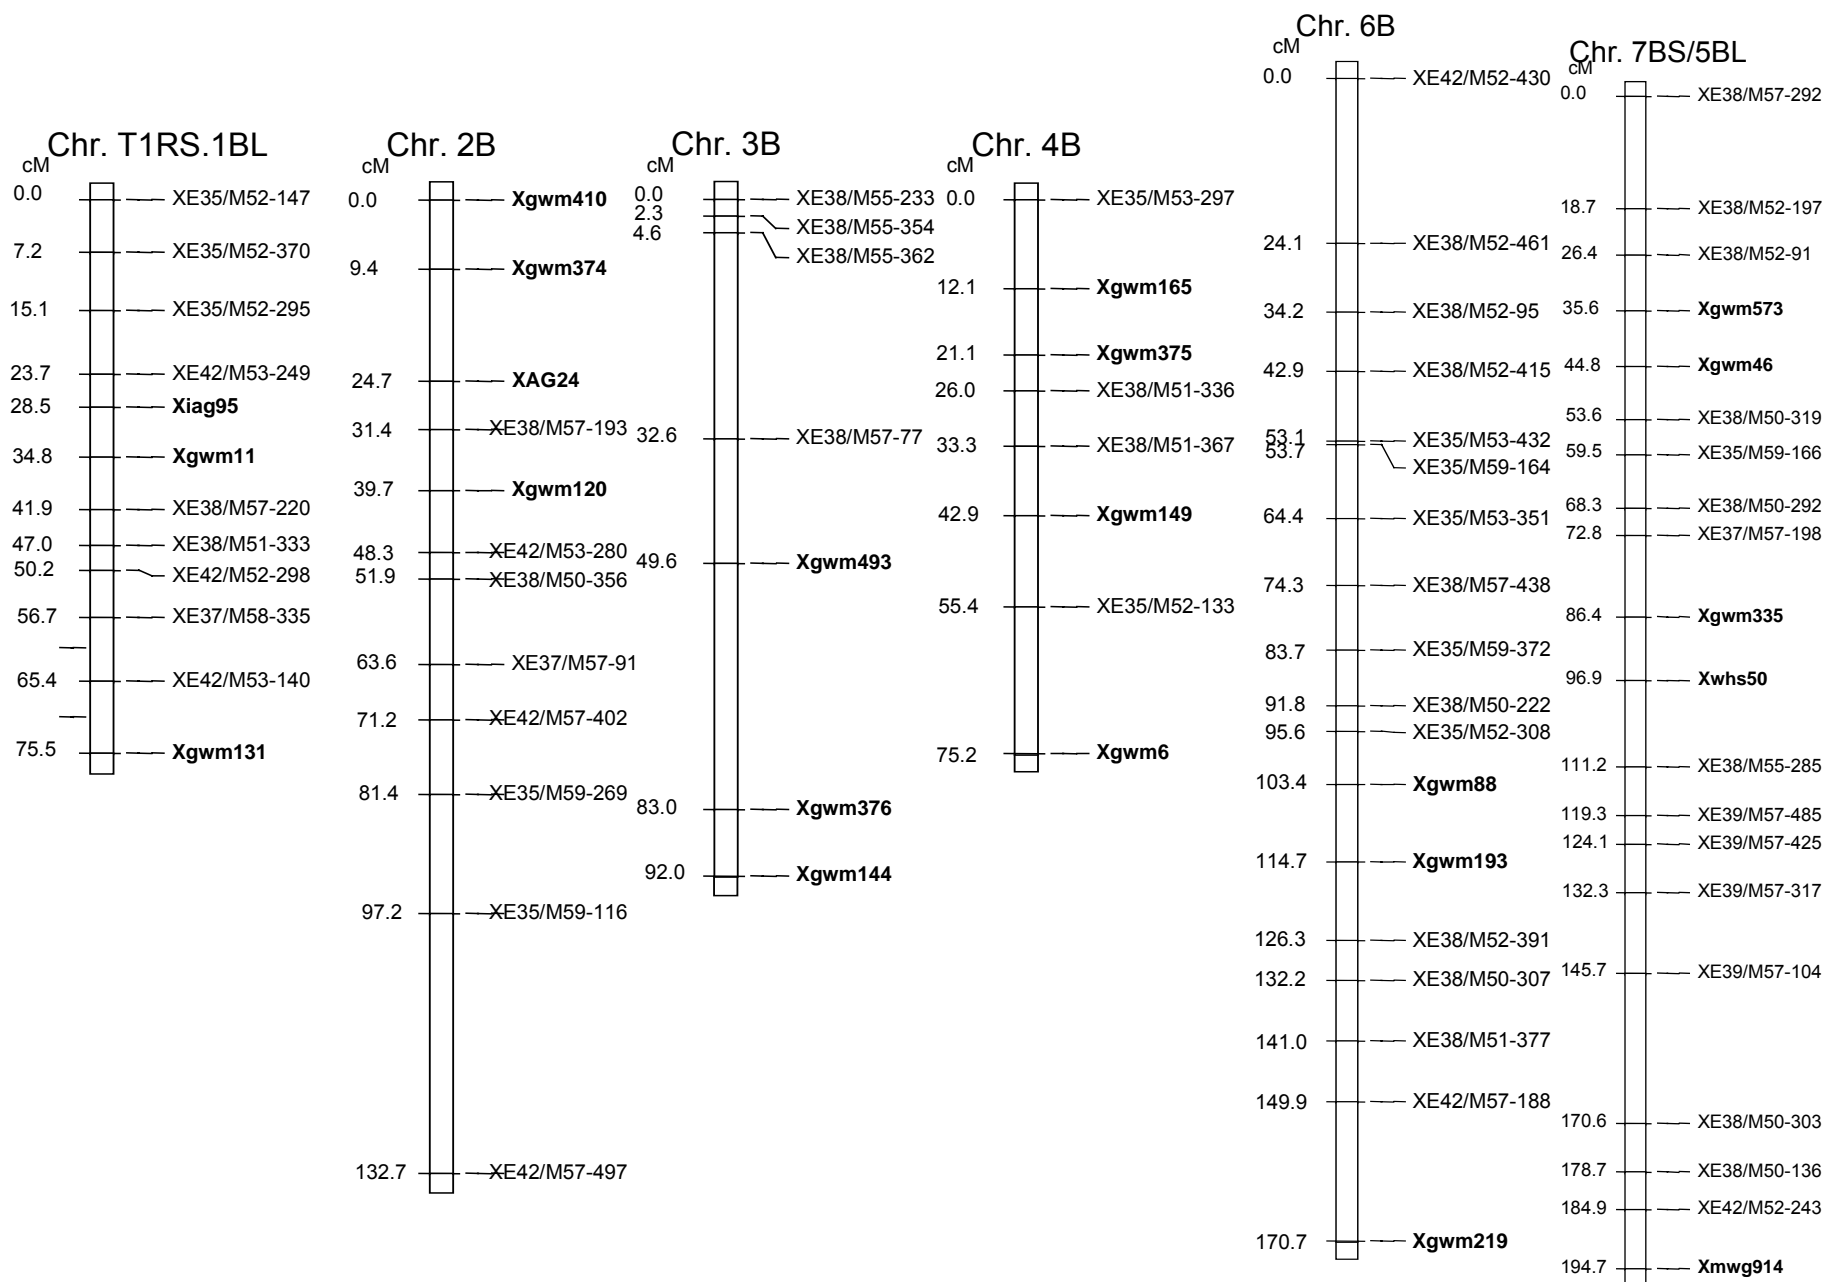 Chr. T1RS.1BL
cM
0.0 XE35/M52-147
7.2 XE35/M52-370
15.1 XE35/M52-295
23.7 XE42/M53-249
28.5 Xiag95
34.8 Xgwm11
41.9 XE38/M57-220
47.0 XE38/M51-333
50.2 XE42/M52-298
56.7 XE37/M58-335
65.4 XE42/M53-140
75.5 Xgwm131
Chr. 2B
cM
0.0 Xgwm410
9.4 Xgwm374
24.7 XAG24
31.4 XE38/M57-193
39.7 Xgwm120
48.3 XE42/M53-280
51.9 XE38/M50-356
63.6 XE37/M57-91
71.2 XE42/M57-402
81.4 XE35/M59-269
97.2 XE35/M59-116
132.7 XE42/M57-497
Chr. 3B
cM
0.0 XE38/M55-233
2.3 XE38/M55-354
4.6 XE38/M55-362
32.6 XE38/M57-77
49.6 Xgwm493
83.0 Xgwm376
92.0 Xgwm144
Chr. 4B
cM
0.0 XE35/M53-297
12.1 Xgwm165
21.1 Xgwm375
26.0 XE38/M51-336
33.3 XE38/M51-367
42.9 Xgwm149
55.4 XE35/M52-133
75.2 Xgwm6
Chr. 6B
cM
0.0 XE42/M52-430
24.1 XE38/M52-461
34.2 XE38/M52-95
42.9 XE38/M52-415
53.1 XE35/M53-432
53.7 XE35/M59-164
64.4 XE35/M53-351
74.3 XE38/M57-438
83.7 XE35/M59-372
91.8 XE38/M50-222
95.6 XE35/M52-308
103.4 Xgwm88
114.7 Xgwm193
126.3 XE38/M52-391
132.2 XE38/M50-307
141.0 XE38/M51-377
149.9 XE42/M57-188
170.7 Xgwm219
Chr. 7BS/5BL
cM
0.0 XE38/M57-292
18.7 XE38/M52-197
26.4 XE38/M52-91
35.6 Xgwm573
44.8 Xgwm46
53.6 XE38/M50-319
59.5 XE35/M59-166
68.3 XE38/M50-292
72.8 XE37/M57-198
86.4 Xgwm335
96.9 Xwhs50
111.2 XE38/M55-285
119.3 XE39/M57-485
124.1 XE39/M57-425
132.3 XE39/M57-317
145.7 XE39/M57-104
170.6 XE38/M50-303
178.7 XE38/M50-136
184.9 XE42/M52-243
194.7 Xmwg914